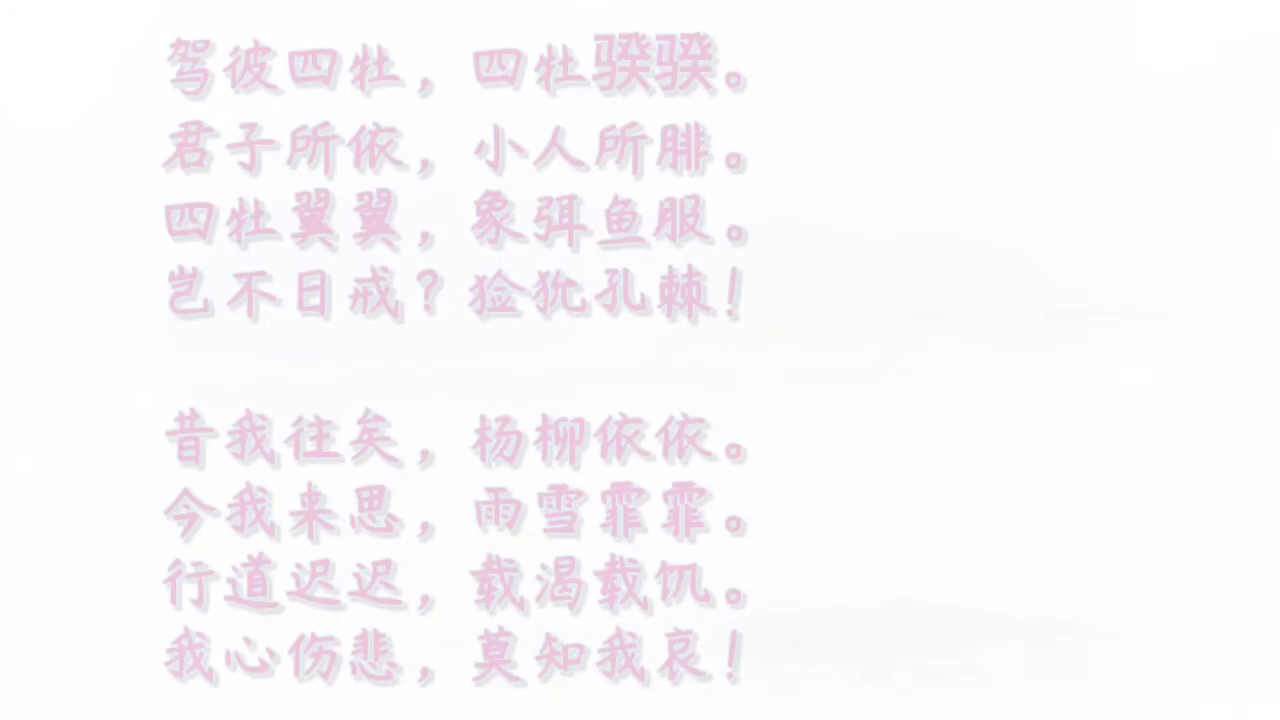 驾彼四牡，四牡骙骙。
君子所依，小人所腓。
四牡翼翼，象弭鱼服。
岂不日戒？猃狁孔棘！
昔我往矣，杨柳依依。
今我来思，雨雪霏霏。
行道迟迟，载渴载饥。
我心伤悲，莫知我哀！